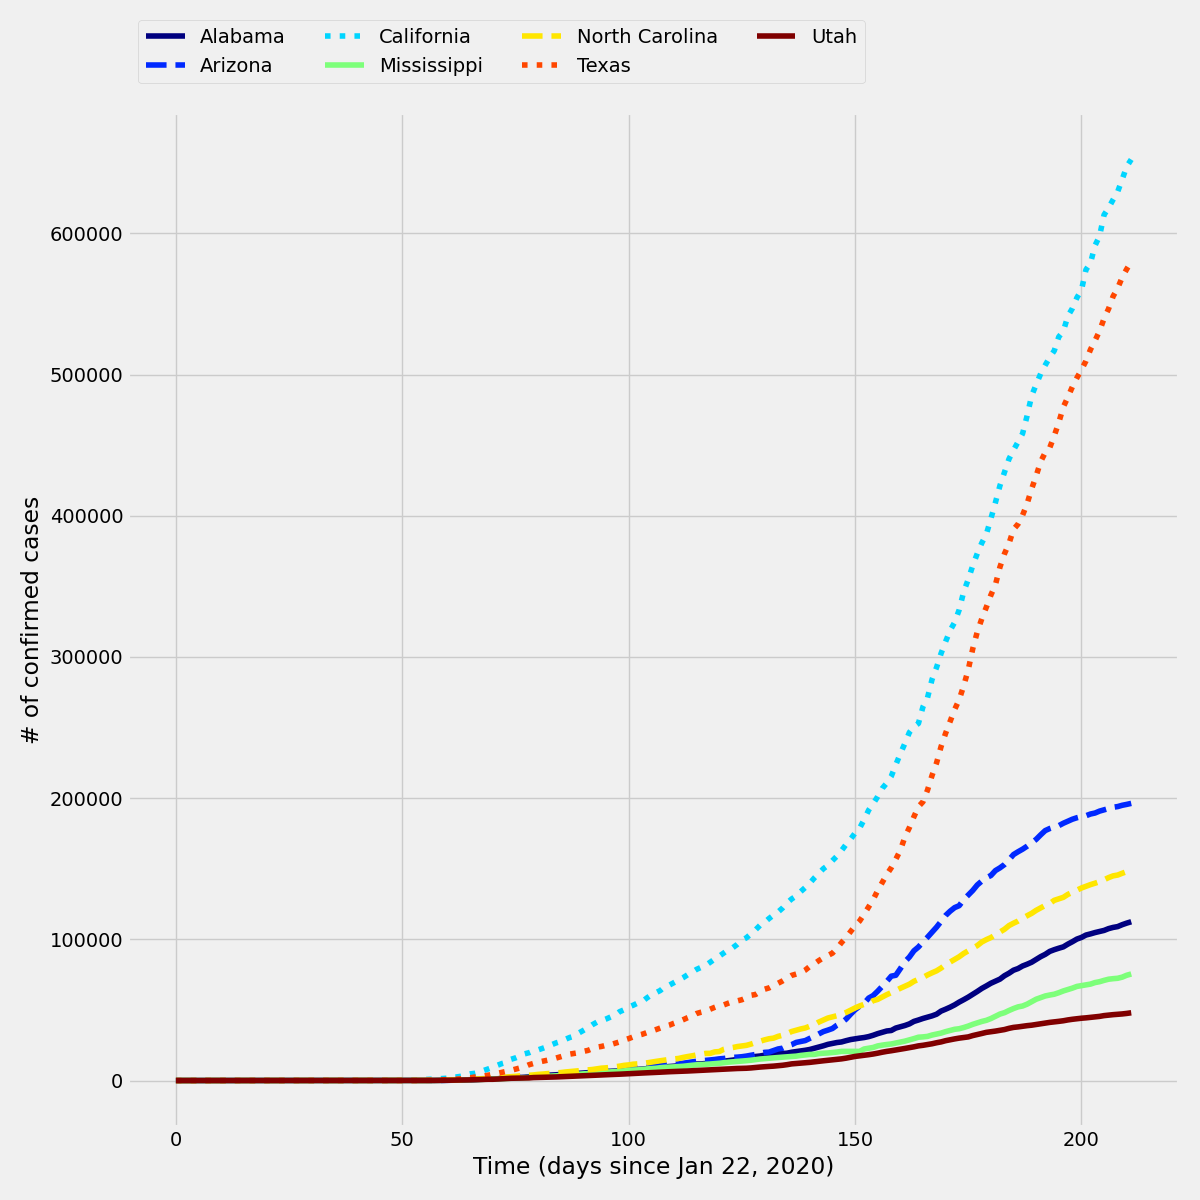 Alabama California North Carolina Utah
Arizona Mississippi Texas
600000
500000
400000
300000
200000
100000
0
# of confirmed cases
0 50 100 150 200
Time (days since Jan 22, 2020)